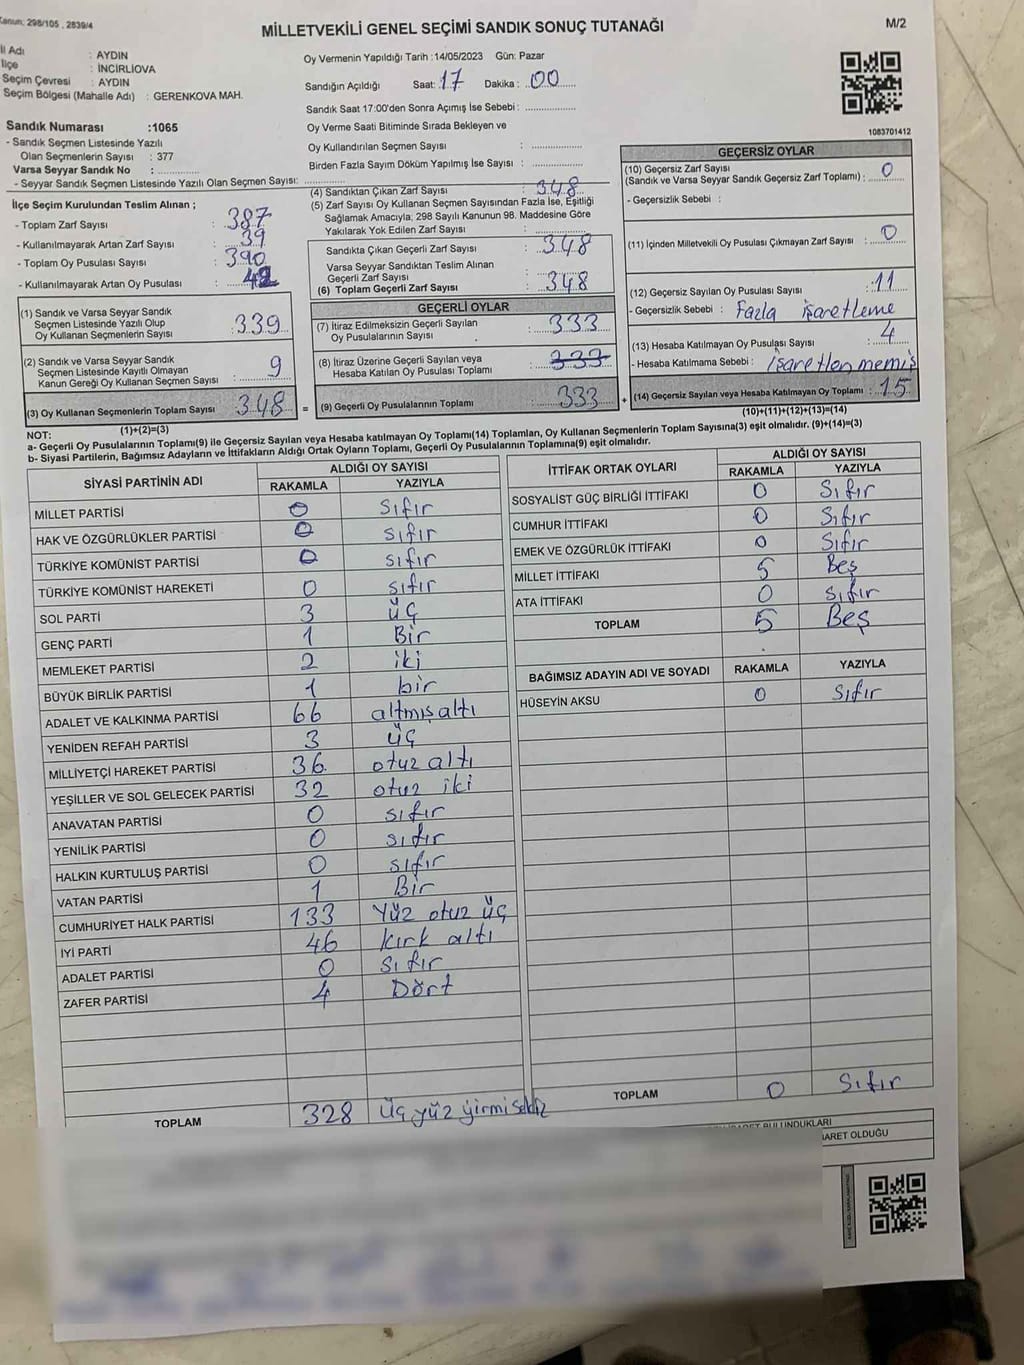 Kanun: 298/105 , 2839/4
MİLLETVEKİLİ GENEL SEÇİMİ SANDIK SONUÇ TUTANAĞI
M/2
İl Adı : AYDIN
İlçe : İNCİRLİOVA
Seçim Çevresi : AYDIN
Seçim Bölgesi (Mahalle Adı) : GERENKOVA MAH.
Sandık Numarası :1065
- Sandık Seçmen Listesinde Yazılı
Olan Seçmenlerin Sayısı : 377
Varsa Seyyar Sandık No :
- Seyyar Sandık Seçmen Listesinde Yazılı Olan Seçmen Sayısı:
Oy Vermenin Yapıldığı Tarih :14/05/2023 Gün: Pazar
Sandığın Açıldığı Saat: 17 Dakika : 00
Sandık Saat 17:00'den Sonra Açımış İse Sebebi :
Oy Verme Saati Bitiminde Sırada Bekleyen ve
Oy Kullandırılan Seçmen Sayısı :
Birden Fazla Sayım Döküm Yapılmış İse Sayısı :
1083701412
İlçe Seçim Kurulundan Teslim Alınan ;
- Toplam Zarf Sayısı : 387
- Kullanılmayarak Artan Zarf Sayısı : 39
- Toplam Oy Pusulası Sayısı : 390
- Kullanılmayarak Artan Oy Pusulası : 42
(1) Sandık ve Varsa Seyyar Sandık
Seçmen Listesinde Yazılı Olup
Oy Kullanan Seçmenlerin Sayısı : 339
(2) Sandık ve Varsa Seyyar Sandık
Seçmen Listesinde Kayıtlı Olmayan
Kanun Gereği Oy Kullanan Seçmen Sayısı : 9
(3) Oy Kullanan Seçmenlerin Toplam Sayısı : 348
(1)+(2)=(3)
(4) Sandıktan Çıkan Zarf Sayısı : 348
(5) Zarf Sayısı Oy Kullanan Seçmen Sayısından Fazla İse, Eşitliği
Sağlamak Amacıyla, 298 Sayılı Kanunun 98. Maddesine Göre
Yakılarak Yok Edilen Zarf Sayısı :
Sandıkta Çıkan Geçerli Zarf Sayısı : 348
Varsa Seyyar Sandıktan Teslim Alınan
Geçerli Zarf Sayısı :
(6) Toplam Geçerli Zarf Sayısı : 348
GEÇERLİ OYLAR
(7) İtiraz Edilmeksizin Geçerli Sayılan
Oy Pusulalarının Sayısı : 333
(8) İtiraz Üzerine Geçerli Sayılan veya
Hesaba Katılan Oy Pusulası Toplamı : 333
= (9) Geçerli Oy Pusulalarının Toplamı : 333 +
GEÇERSİZ OYLAR
(10) Geçersiz Zarf Sayısı
(Sandık ve Varsa Seyyar Sandık Geçersiz Zarf Toplamı) : 0
- Geçersizlik Sebebi :
(11) İçinden Milletvekili Oy Pusulası Çıkmayan Zarf Sayısı : 0
(12) Geçersiz Sayılan Oy Pusulası Sayısı : 11
- Geçersizlik Sebebi : Fazla işaretleme
(13) Hesaba Katılmayan Oy Pusulası Sayısı : 4
- Hesaba Katılmama Sebebi : işaretlenmemiş
(14) Geçersiz Sayılan veya Hesaba Katılmayan Oy Toplamı : 15
(10)+(11)+(12)+(13)=(14)
NOT:
a- Geçerli Oy Pusulalarının Toplamı(9) ile Geçersiz Sayılan veya Hesaba katılmayan Oy Toplamı(14) Toplamları, Oy Kullanan Seçmenlerin Toplam Sayısına(3) eşit olmalıdır. (9)+(14)=(3)
b- Siyasi Partilerin, Bağımsız Adayların ve İttifakların Aldığı Ortak Oyların Toplamı, Geçerli Oy Pusulalarının Toplamına(9) eşit olmalıdır.
SİYASİ PARTİNİN ADI ALDIĞI OY SAYISI
RAKAMLA YAZIYLA
MİLLET PARTİSİ 0 sıfır
HAK VE ÖZGÜRLÜKLER PARTİSİ 0 sıfır
TÜRKİYE KOMÜNİST PARTİSİ 0 sıfır
TÜRKİYE KOMÜNİST HAREKETİ 0 sıfır
SOL PARTİ 3 üç
GENÇ PARTİ 1 Bir
MEMLEKET PARTİSİ 2 iki
BÜYÜK BİRLİK PARTİSİ 1 bir
ADALET VE KALKINMA PARTİSİ 66 altmış altı
YENİDEN REFAH PARTİSİ 3 üç
MİLLİYETÇİ HAREKET PARTİSİ 36 otuz altı
YEŞİLLER VE SOL GELECEK PARTİSİ 32 otuz iki
ANAVATAN PARTİSİ 0 sıfır
YENİLİK PARTİSİ 0 sıfır
HALKIN KURTULUŞ PARTİSİ 0 sıfır
VATAN PARTİSİ 1 Bir
CUMHURİYET HALK PARTİSİ 133 Yüz otuz üç
İYİ PARTİ 46 kırk altı
ADALET PARTİSİ 0 Sıfır
ZAFER PARTİSİ 4 Dört
TOPLAM 328 üç yüz yirmi sekiz
İTTİFAK ORTAK OYLARI ALDIĞI OY SAYISI
RAKAMLA YAZIYLA
SOSYALİST GÜÇ BİRLİĞİ İTTİFAKI 0 Sıfır
CUMHUR İTTİFAKI 0 Sıfır
EMEK VE ÖZGÜRLÜK İTTİFAKI 0 Sıfır
MİLLET İTTİFAKI 5 Beş
ATA İTTİFAKI 0 sıfır
TOPLAM 5 Beş
BAĞIMSIZ ADAYIN ADI VE SOYADI RAKAMLA YAZIYLA
HÜSEYİN AKSU 0 Sıfır
TOPLAM 0 Sıfır
BULUNDUKLARI
OLDUĞU